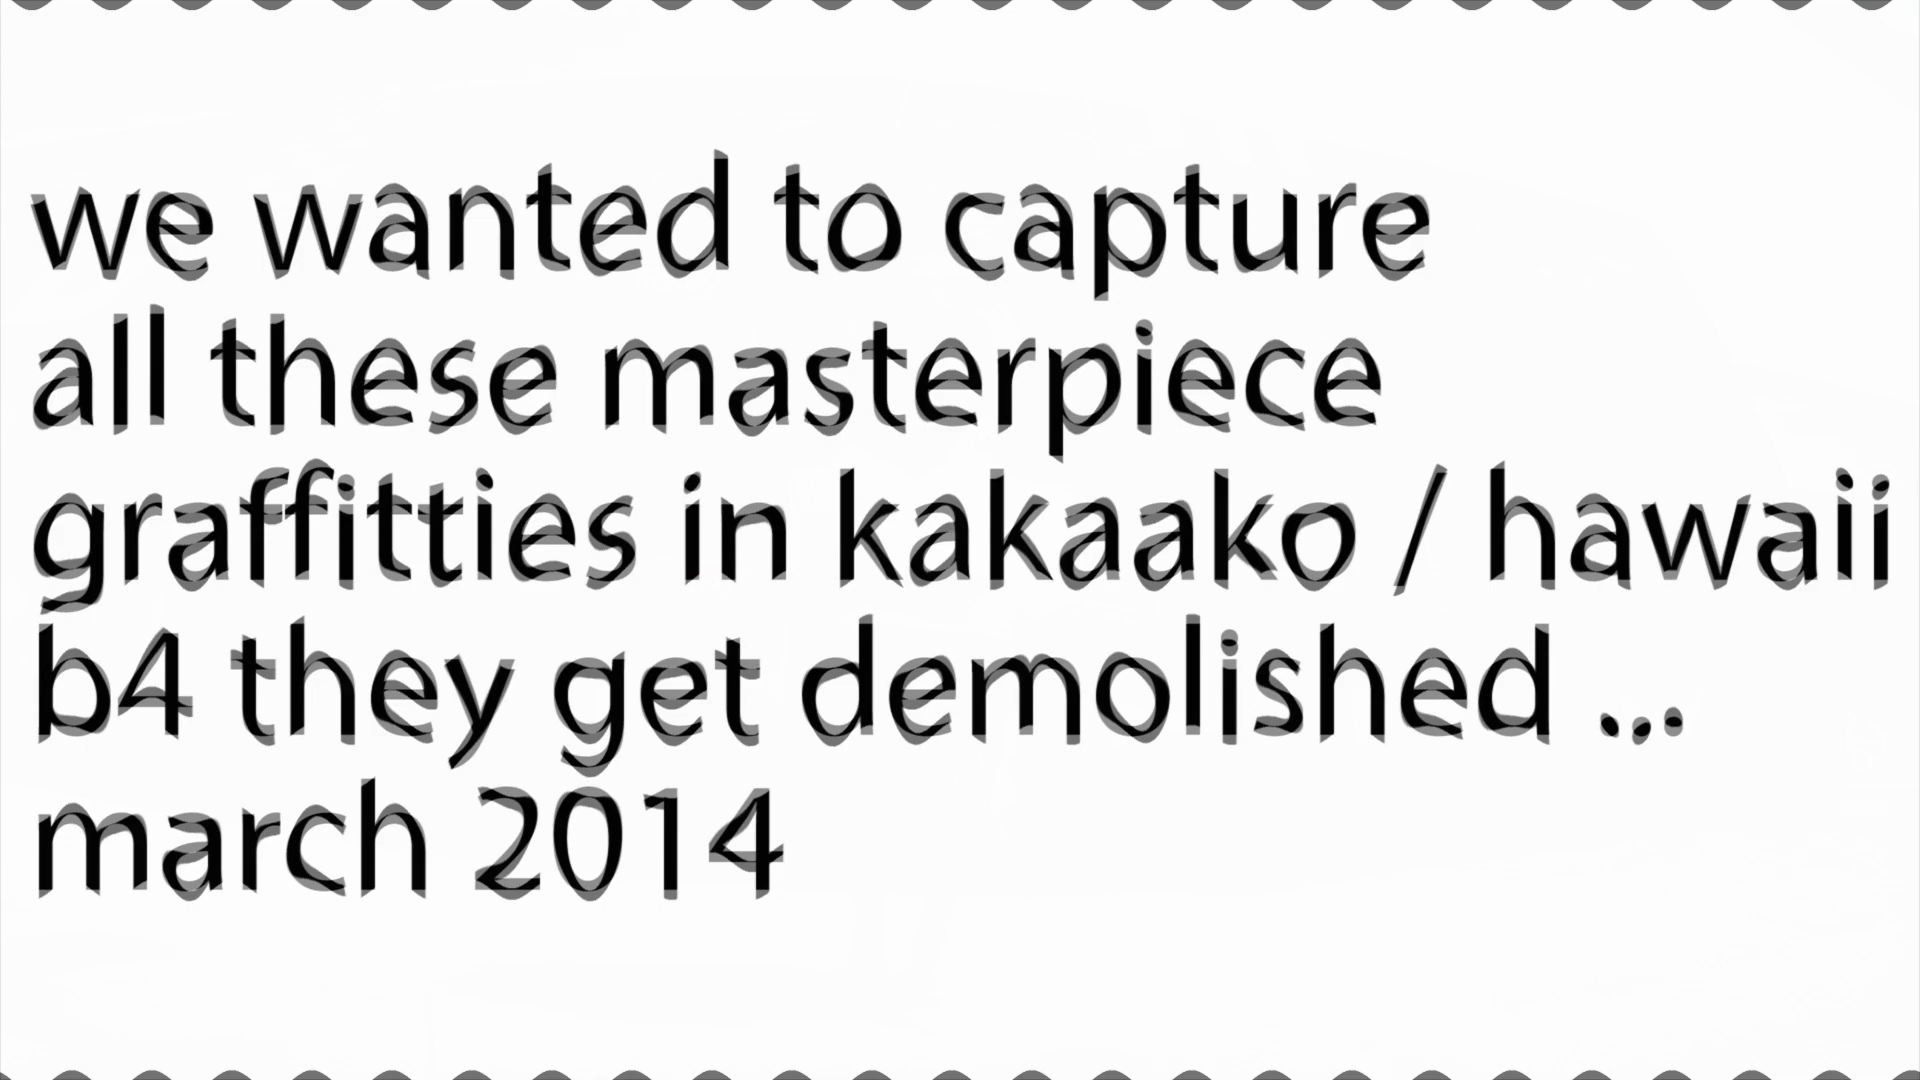 we wanted to capture
all these masterpiece
graffitties in kakaako / hawaii
b4 they get demolished ...
march 2014